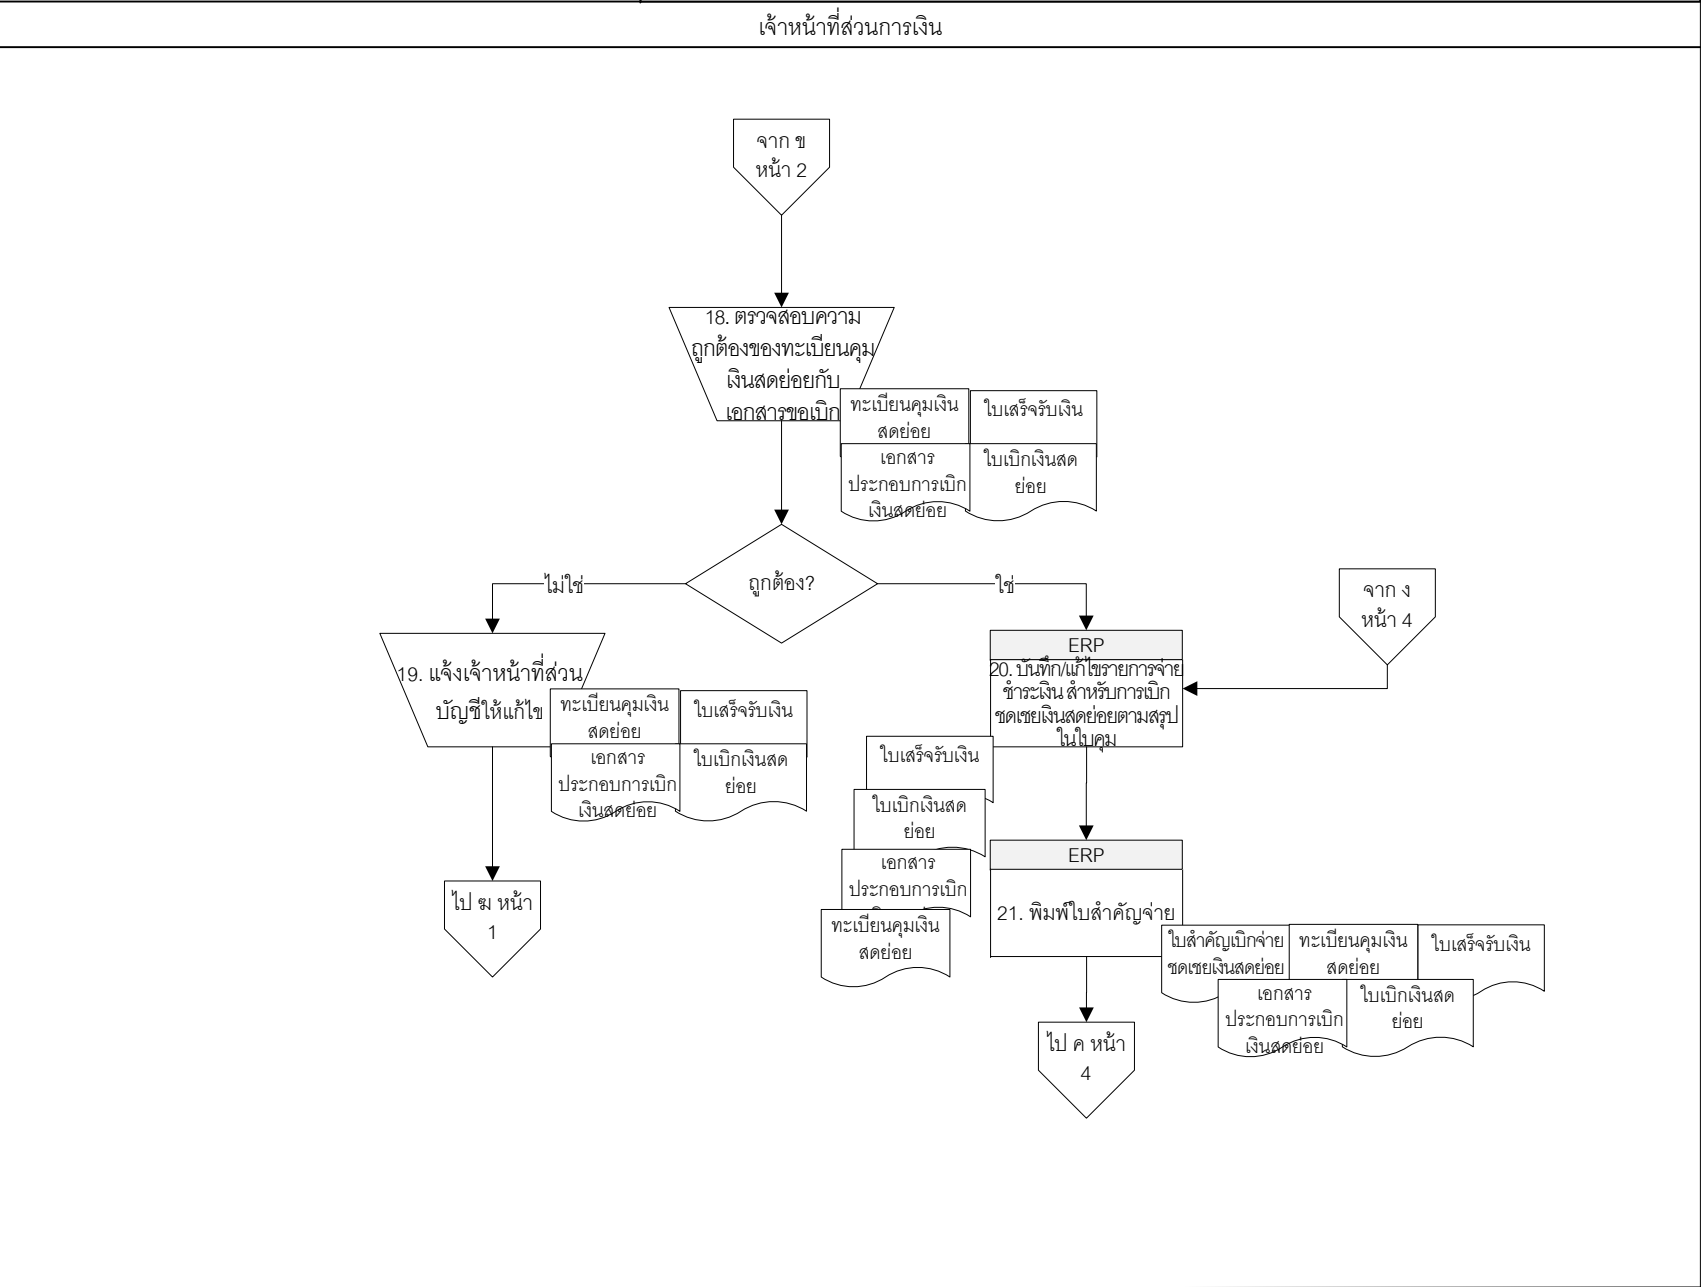 เจ้าหน้าที่ส่วนการเงิน
จาก ข
หน้า 2
18. ตรวจสอบความ
ถูกต้องของทะเบียนคุม
เงินสดย่อยกับ
เอกสารขอเบิก
ทะเบียนคุมเงิน
สดย่อย
ใบเสร็จรับเงิน
เอกสาร
ประกอบการเบิก
เงินสดย่อย
ใบเบิกเงินสด
ย่อย
ถูกต้อง?
ไม่ใช่
ใช่
จาก ง
หน้า 4
19. แจ้งเจ้าหน้าที่ส่วน
บัญชีให้แก้ไข
ทะเบียนคุมเงิน
สดย่อย
ใบเสร็จรับเงิน
เอกสาร
ประกอบการเบิก
เงินสดย่อย
ใบเบิกเงินสด
ย่อย
ไป ฆ หน้า
1
ERP
20. บันทึก/แก้ไขรายการจ่าย
ชำระเงิน สำหรับการเบิก
ชดเชยเงินสดย่อยตามสรุป
ในใบคุม
ใบเสร็จรับเงิน
ใบเบิกเงินสด
ย่อย
เอกสาร
ประกอบการเบิก
ทะเบียนคุมเงิน
สดย่อย
ERP
21. พิมพ์ใบสำคัญจ่าย
ใบสำคัญเบิกจ่าย
ชดเชยเงินสดย่อย
ทะเบียนคุมเงิน
สดย่อย
ใบเสร็จรับเงิน
เอกสาร
ประกอบการเบิก
เงินสดย่อย
ใบเบิกเงินสด
ย่อย
ไป ค หน้า
4